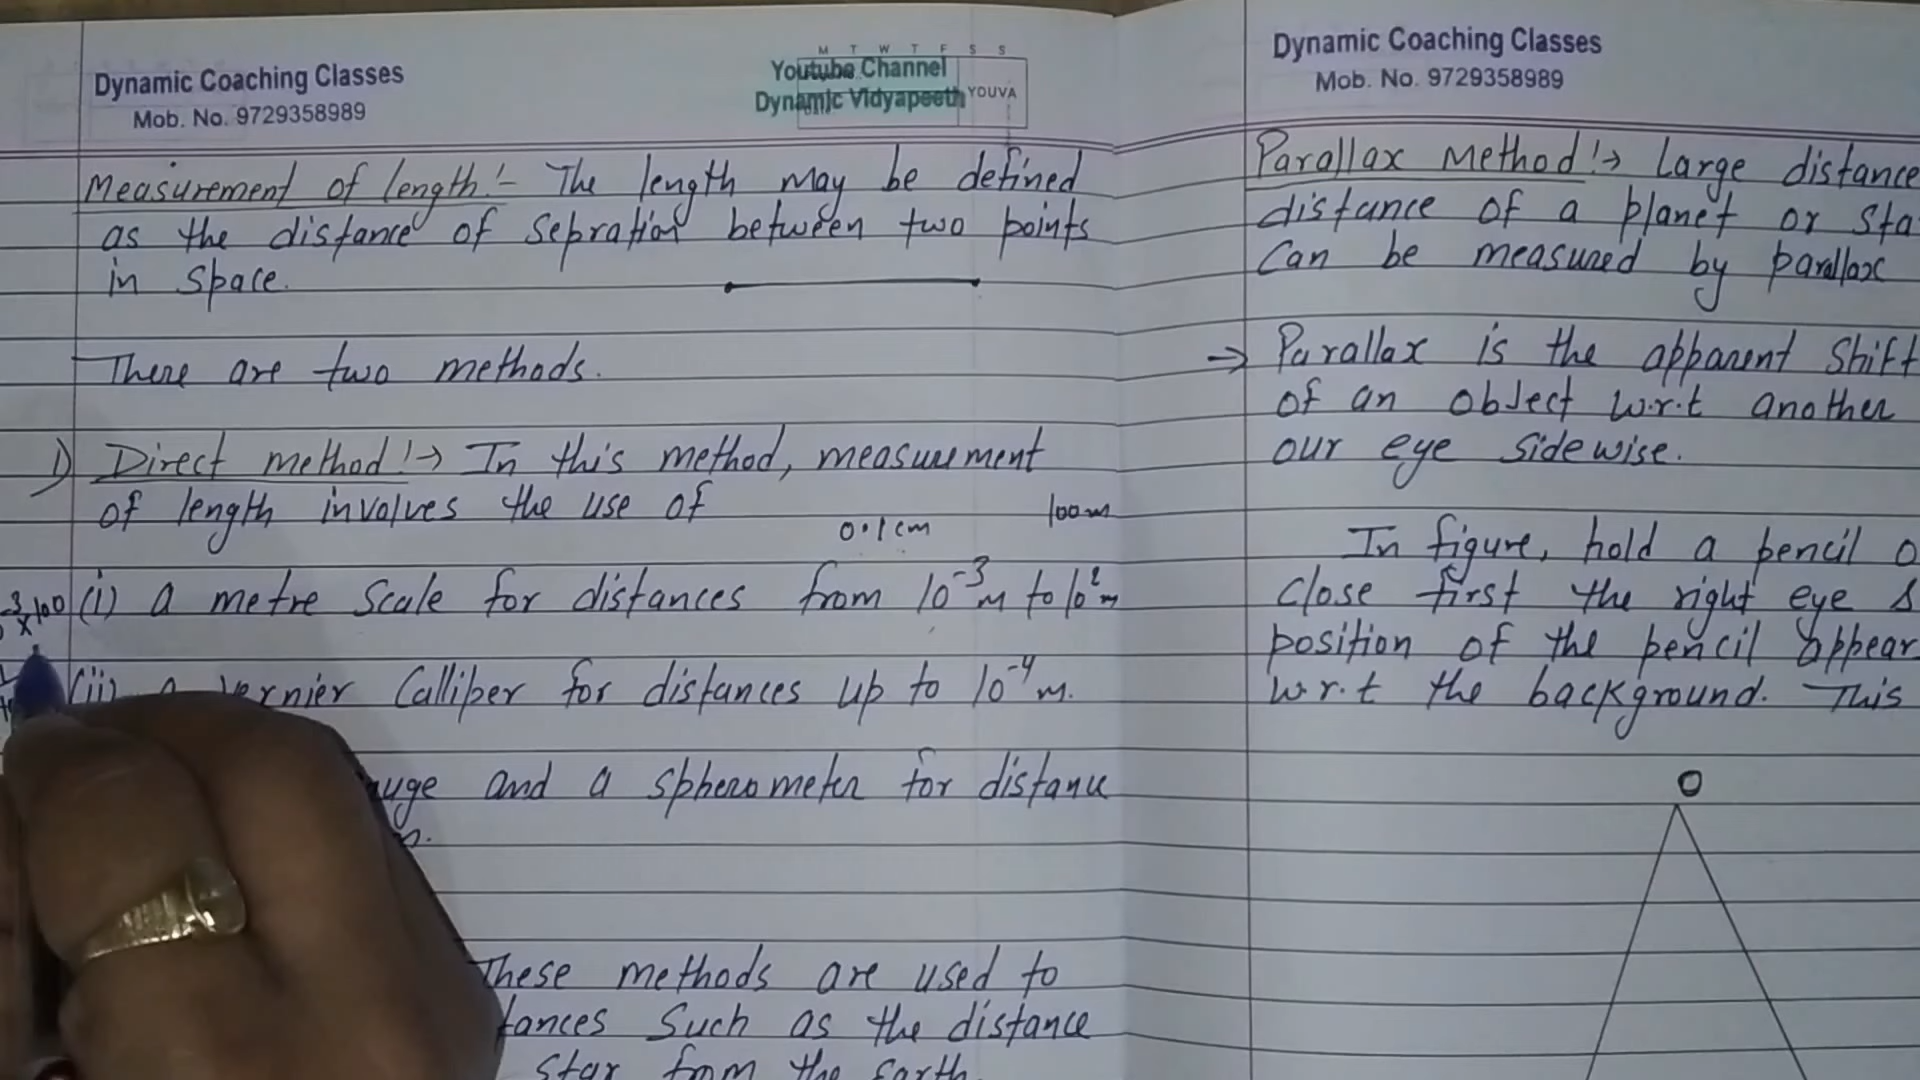 Dynamic Coaching Classes
Mob. No. 9729358989
M T W T F S S
Youtube Channel
Dynamic Vidyapeeth
YOUVA
Measurement of length :- The length may be defined
as the distance of Sepration between two points
in space.
There are two methods.
1) Direct method :→ In this method, measurement
of length involves the use of
0.1cm
100m
(i) a metre Scale for distances from 10⁻³m to 10²m
x100
(ii) a Vernier Calliper for distances up to 10⁻⁴m.
and a spherometer for distance
These methods are used to
Such as the distance
star from the Earth.
Dynamic Coaching Classes
Mob. No. 9729358989
Parallax Method :→ Large distance
distance of a planet or
Can be measured by parallax
→ Parallax is the apparent Shift
of an object w.r.t another
our eye sidewise.
In figure, hold a pencil
Close first the right eye &
position of the pencil appear
w.r.t the background. This
O